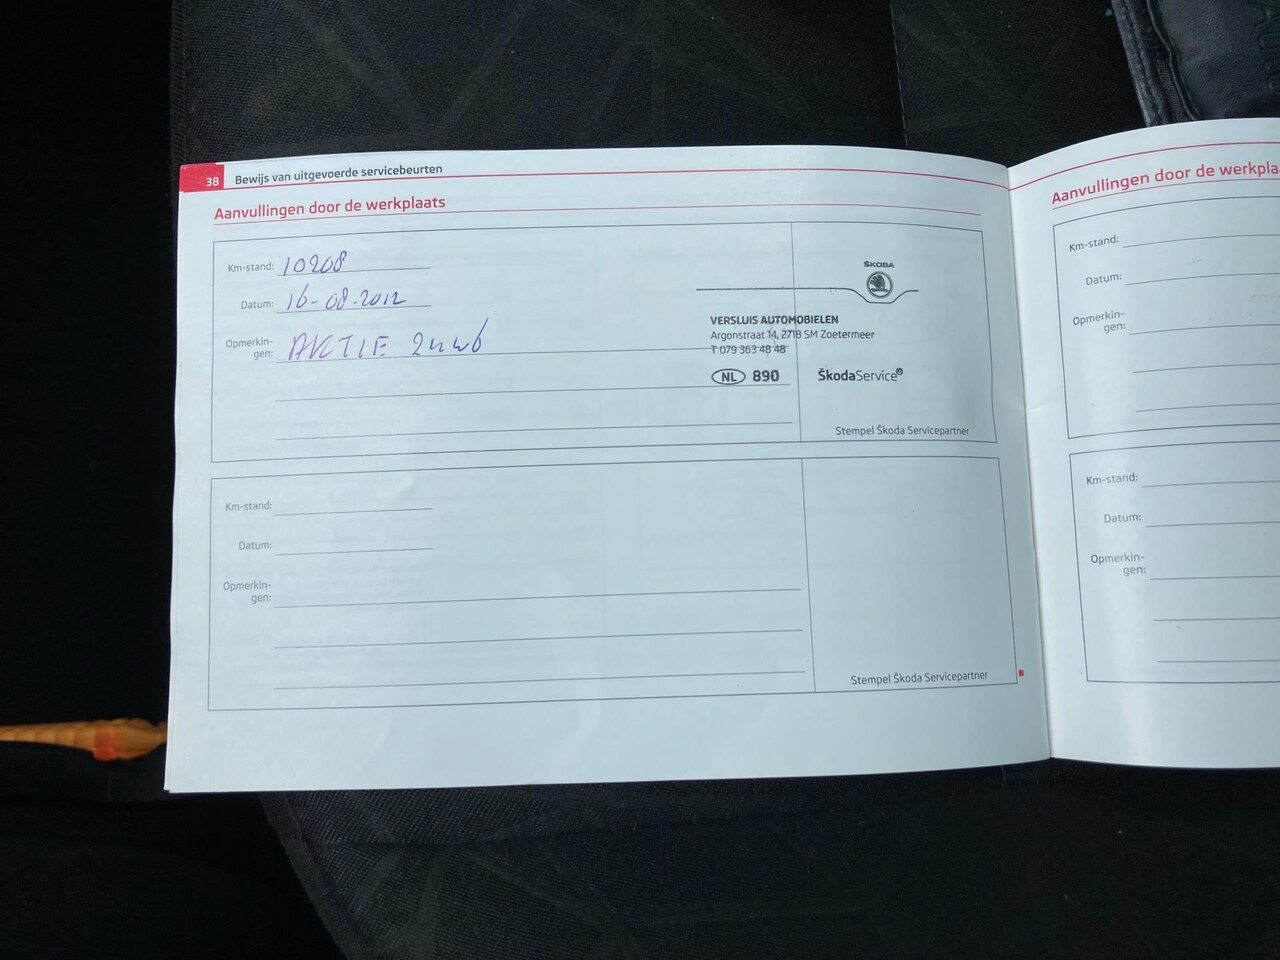 38 Bewijs van uitgevoerde servicebeurten
Aanvullingen door de werkplaats
Km-stand: 10208
Datum: 16-08-2012
Opmerkin-
gen: AKTIE
ŠKODA
VERSLUIS AUTOMOBIELEN
Argonstraat 14, 2718 SM Zoetermeer
T 079 363 48 48
NL 890 ŠkodaService
Stempel Škoda Servicepartner
Km-stand:
Datum:
Opmerkin-
gen:
Stempel Škoda Servicepartner
Aanvullingen door de
Km-stand:
Datum:
Opmerkin-
gen:
Km-stand:
Datum:
Opmerkin-
gen: